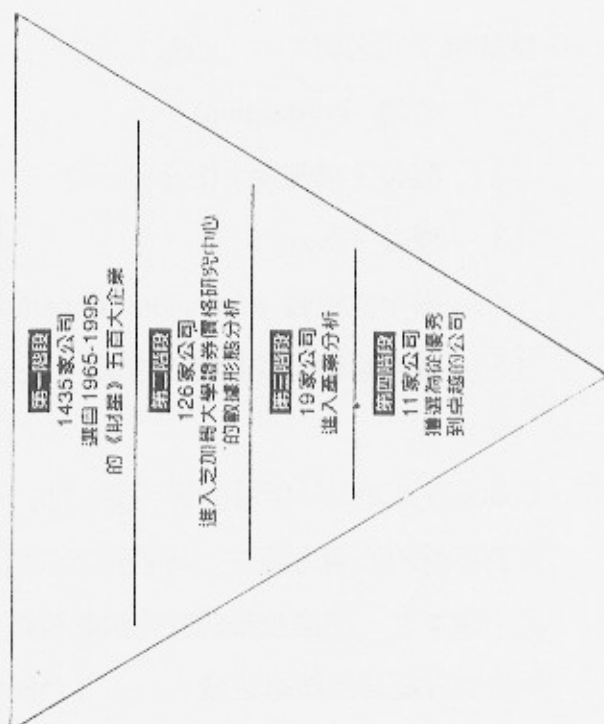 第一階段
1435家公司
選自1965-1995
的《財星》五百大企業
第二階段
126家公司
進入芝加哥大學證券價格研究中心
的數據形態分析
第三階段
19家公司
進入產業分析
第四階段
11家公司
獲選為從優秀
到卓越的公司